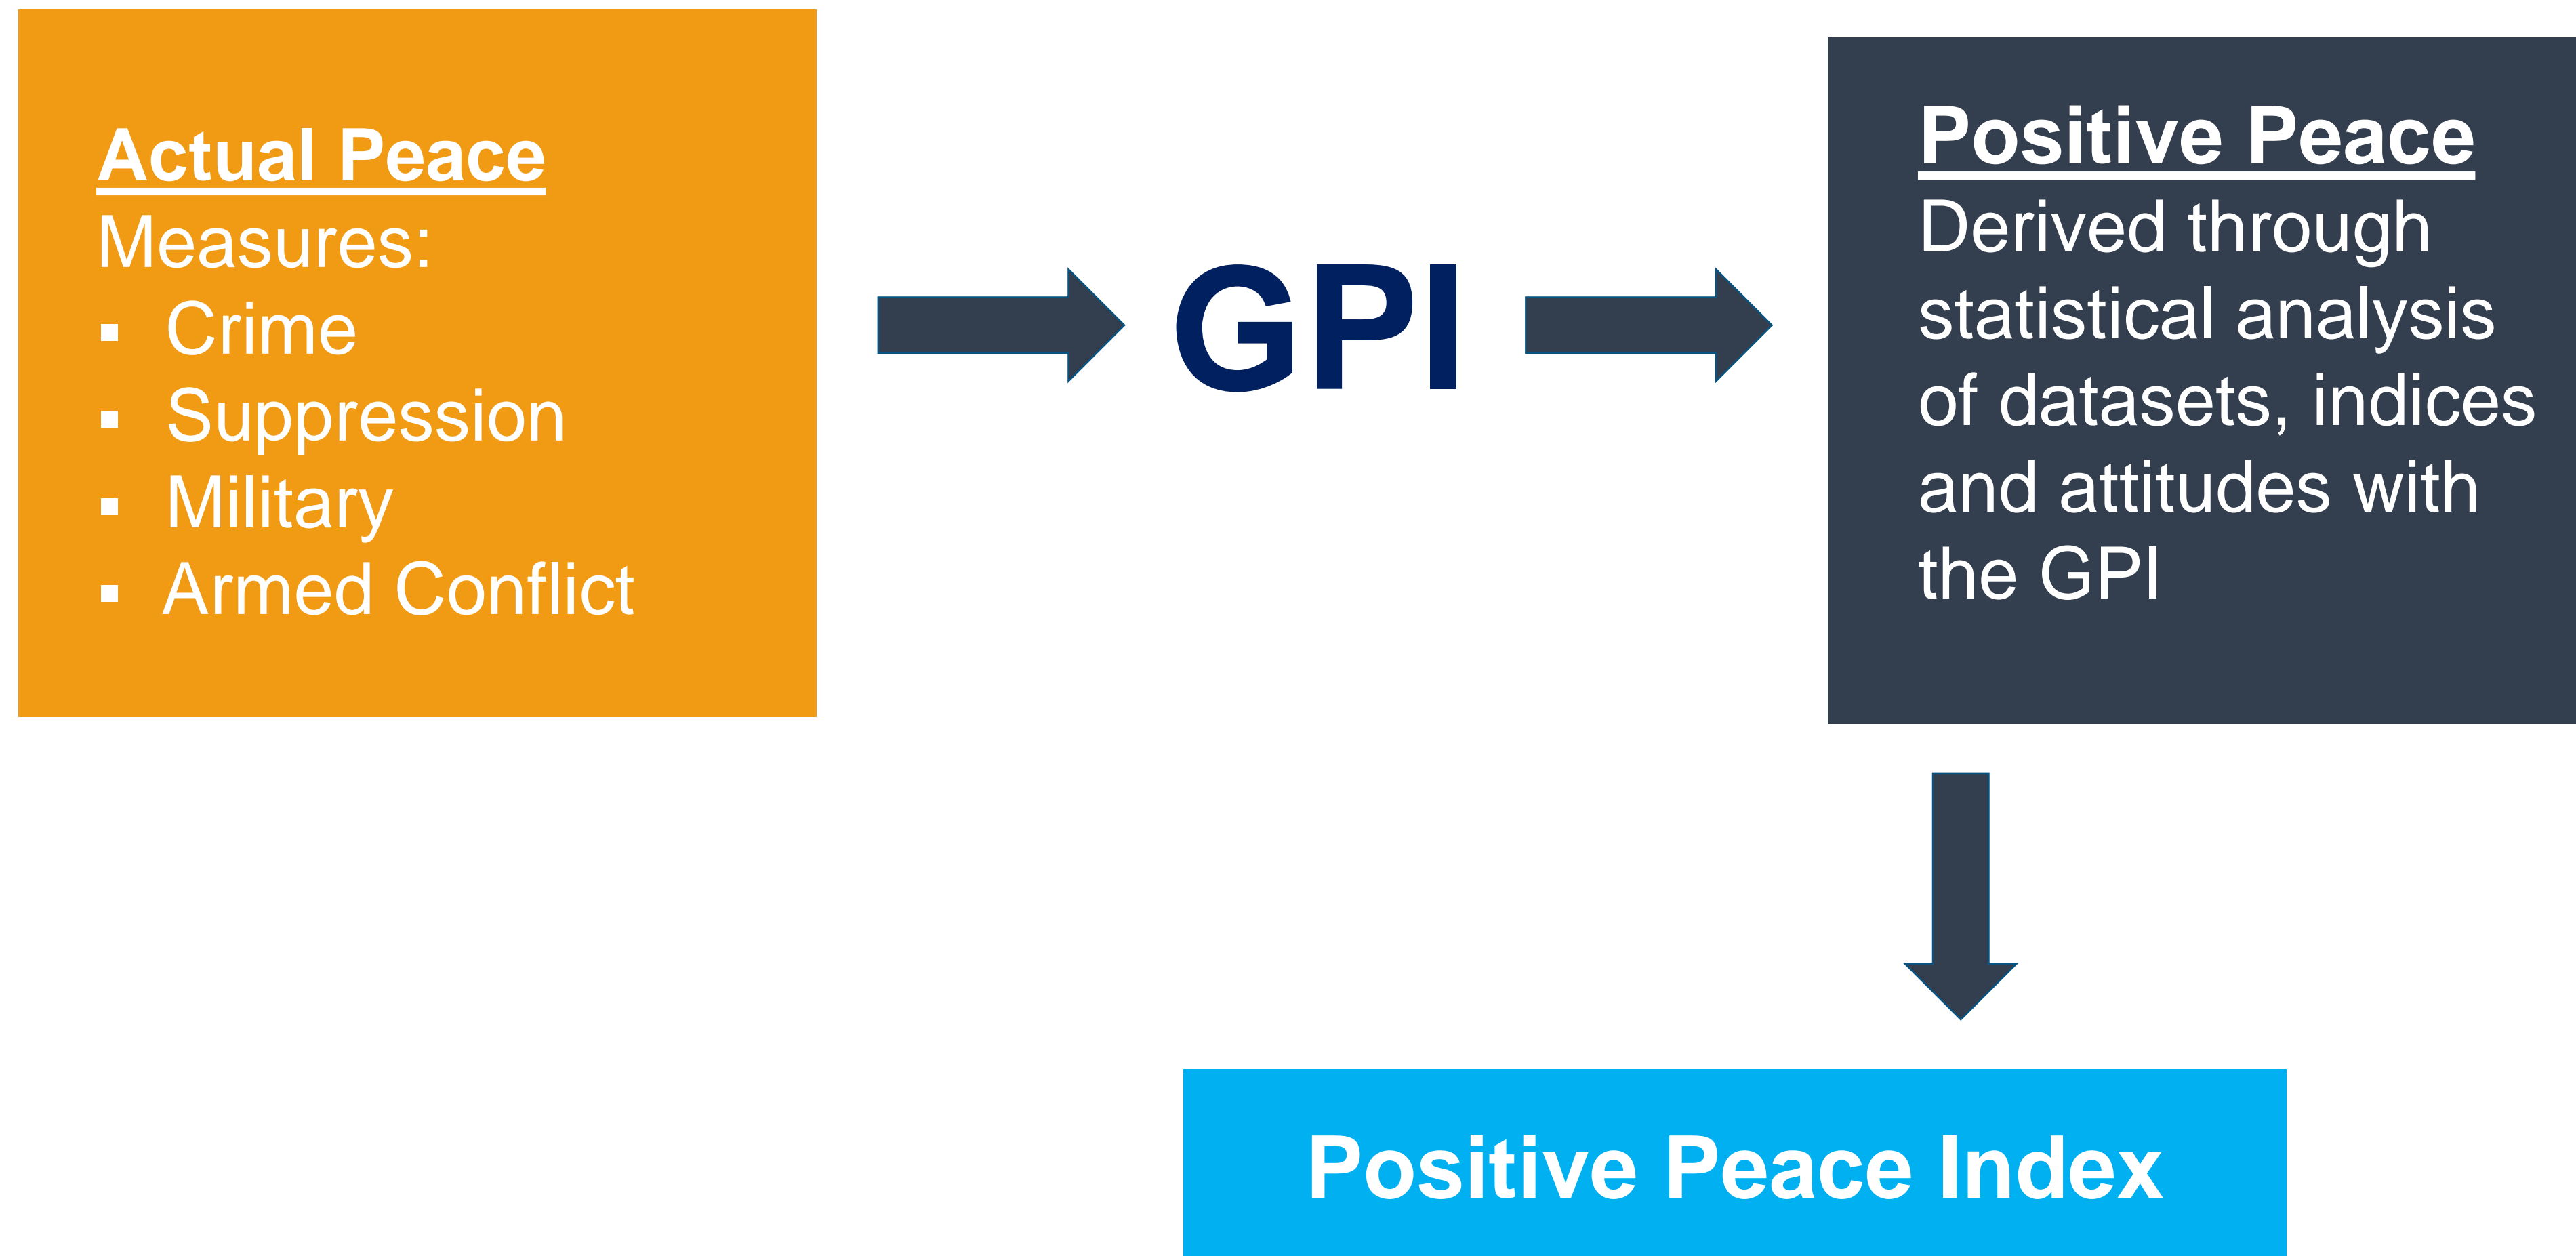 Actual Peace
Measures:
▪ Crime
▪ Suppression
▪ Military
▪ Armed Conflict
GPI
Positive Peace
Derived through
statistical analysis
of datasets, indices
and attitudes with
the GPI
Positive Peace Index